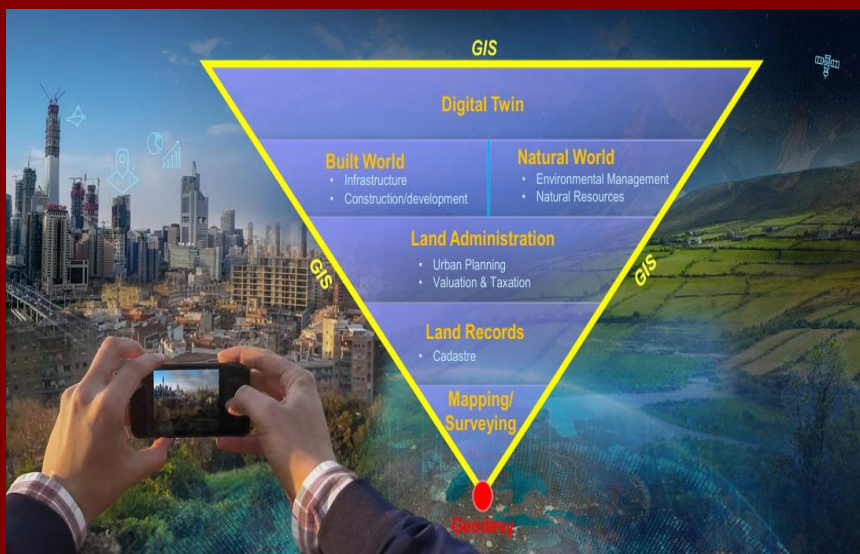 GIS
Digital Twin
Built World
• Infrastructure
• Construction/development
Natural World
• Environmental Management
• Natural Resources
GIS
Land Administration
• Urban Planning
• Valuation & Taxation
GIS
Land Records
• Cadastre
Mapping/
Surveying
Geodesy